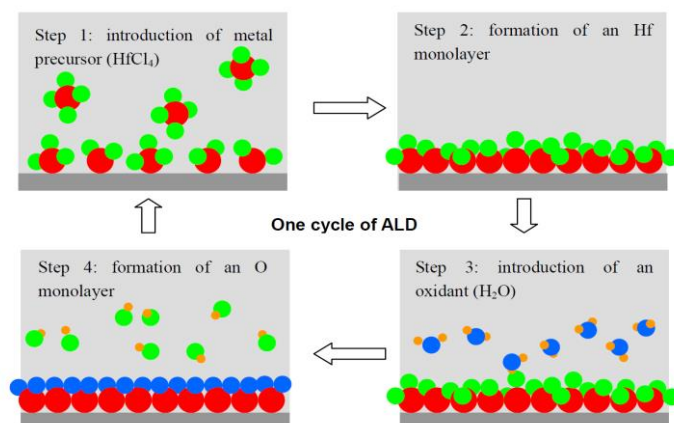 Step 1: introduction of metal
precursor (HfCl₄)
Step 2: formation of an Hf
monolayer
One cycle of ALD
Step 4: formation of an O
monolayer
Step 3: introduction of an
oxidant (H₂O)